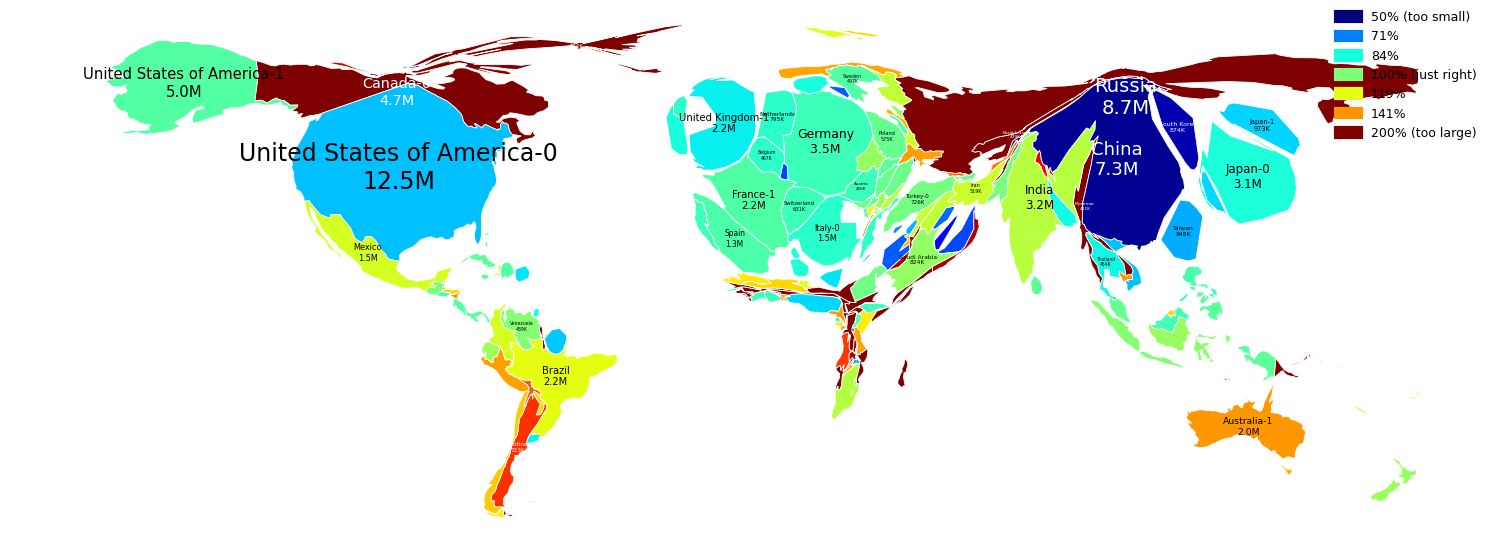 50% (too small)
71%
84%
100% (just right)
119%
141%
200% (too large)
United States of America-1
5.0M
Canada-0
4.7M
United States of America-0
12.5M
Mexico
1.5M
Venezuela
Brazil
2.2M
United Kingdom-1
2.2M
Netherlands
795K
Belgium
467K
Germany
3.5M
Sweden
497K
Poland
575K
France-1
2.2M
Switzerland
631K
Austria
Spain
1.3M
Italy-0
1.5M
Turkey-0
726K
Iran
519K
Saudi Arabia
824K
India
3.2M
Russia
8.7M
China
7.3M
South Korea
874K
Japan-1
973K
Japan-0
3.1M
Taiwan
848K
Myanmar
Thailand
Australia-1
2.0M